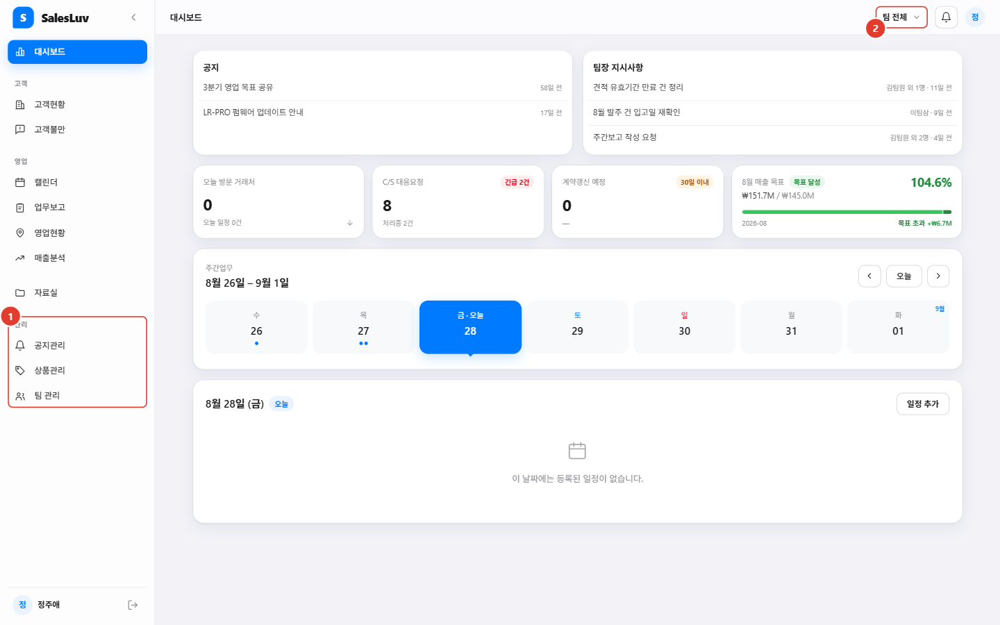 S SalesLuv
대시보드
고객
고객현황
고객불만
영업
캘린더
업무보고
영업현황
매출분석
자료실
1
관리
공지관리
상품관리
팀 관리
정 정주애
대시보드
팀 전체
2
정
공지
3분기 영업 목표 공유 58일 전
LR-PRO 펌웨어 업데이트 안내 17일 전
팀장 지시사항
견적 유효기간 만료 건 정리 김팀원 외 1명 · 11일 전
8월 발주 건 입고일 재확인 이팀삼 · 9일 전
주간보고 작성 요청 김팀원 외 2명 · 4일 전
오늘 방문 거래처
0
오늘 일정 0건
C/S 대응요청 긴급 2건
8
처리중 2건
계약갱신 예정 30일 이내
0
—
8월 매출 목표 목표 달성 104.6%
₩151.7M / ₩145.0M
2026-08 목표 초과 +₩6.7M
주간업무
8월 26일 – 9월 1일
오늘
수 26
목 27
금 · 오늘 28
토 29
일 30
월 31
화 01 9월
8월 28일 (금) 오늘
일정 추가
이 날짜에는 등록된 일정이 없습니다.